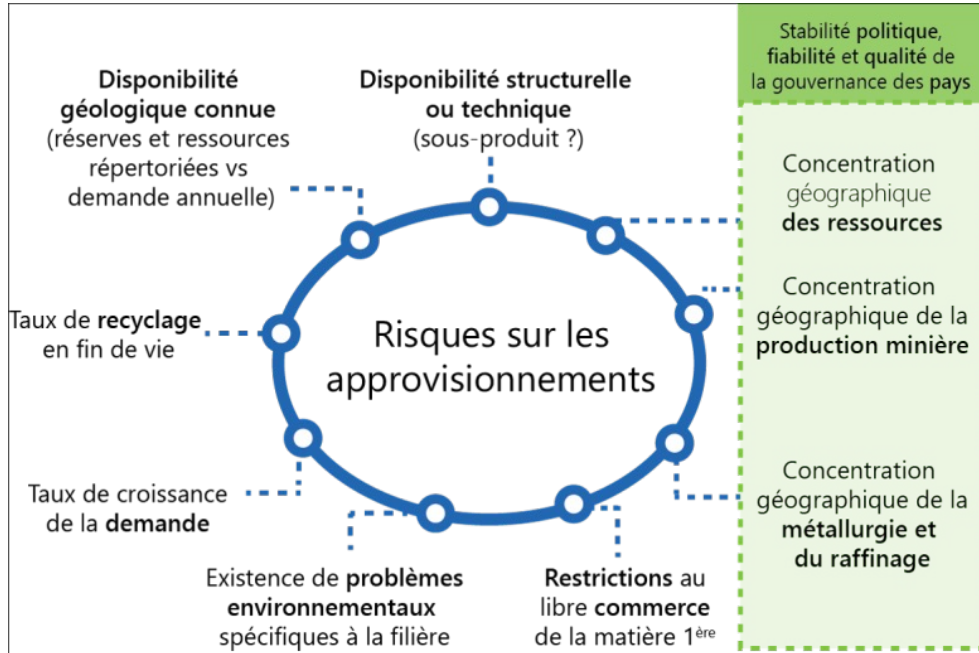 Stabilité politique,
fiabilité et qualité de
la gouvernance des pays
Disponibilité
géologique connue
(réserves et ressources
répertoriées vs
demande annuelle)
Disponibilité structurelle
ou technique
(sous-produit ?)
Concentration
géographique
des ressources
Concentration
géographique de la
production minière
Concentration
géographique de la
métallurgie et
du raffinage
Restrictions au
libre commerce
de la matière 1ère
Existence de problèmes
environnementaux
spécifiques à la filière
Taux de croissance
de la demande
Taux de recyclage
en fin de vie
Risques sur les
approvisionnements